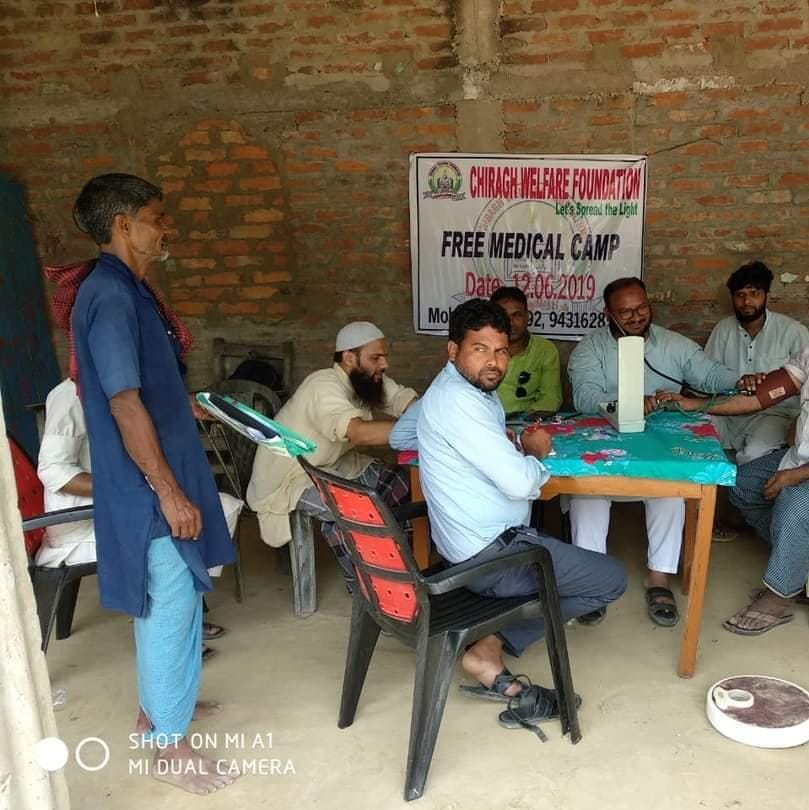 CHIRAGH WELFARE FOUNDATION
Let's Spread the Light
FREE MEDICAL CAMP
Date 12.06.2019
92, 9431628
SHOT ON MI A1
MI DUAL CAMERA